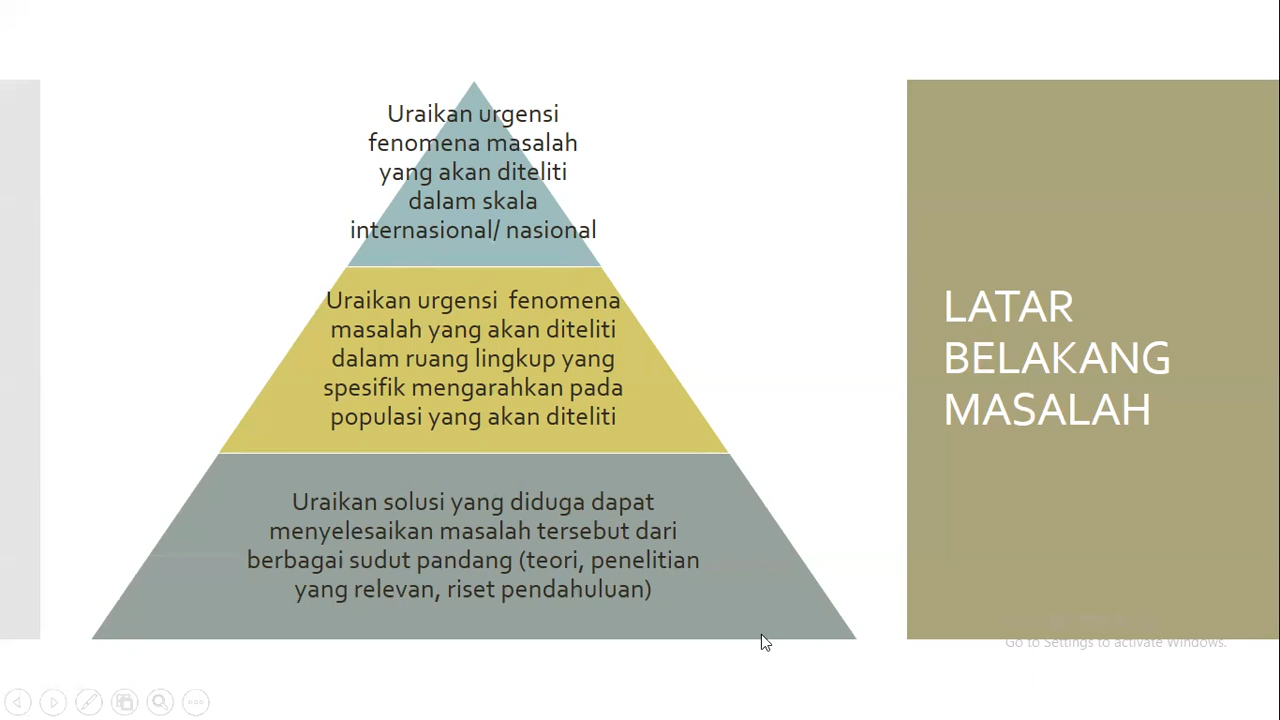 Uraikan urgensi
fenomena masalah
yang akan diteliti
dalam skala
internasional/ nasional
Uraikan urgensi  fenomena
masalah yang akan diteliti
dalam ruang lingkup yang
spesifik mengarahkan pada
populasi yang akan diteliti
Uraikan solusi yang diduga dapat
menyelesaikan masalah tersebut dari
berbagai sudut pandang (teori, penelitian
yang relevan, riset pendahuluan)
LATAR
BELAKANG
MASALAH
Go to Settings to activate Windows.